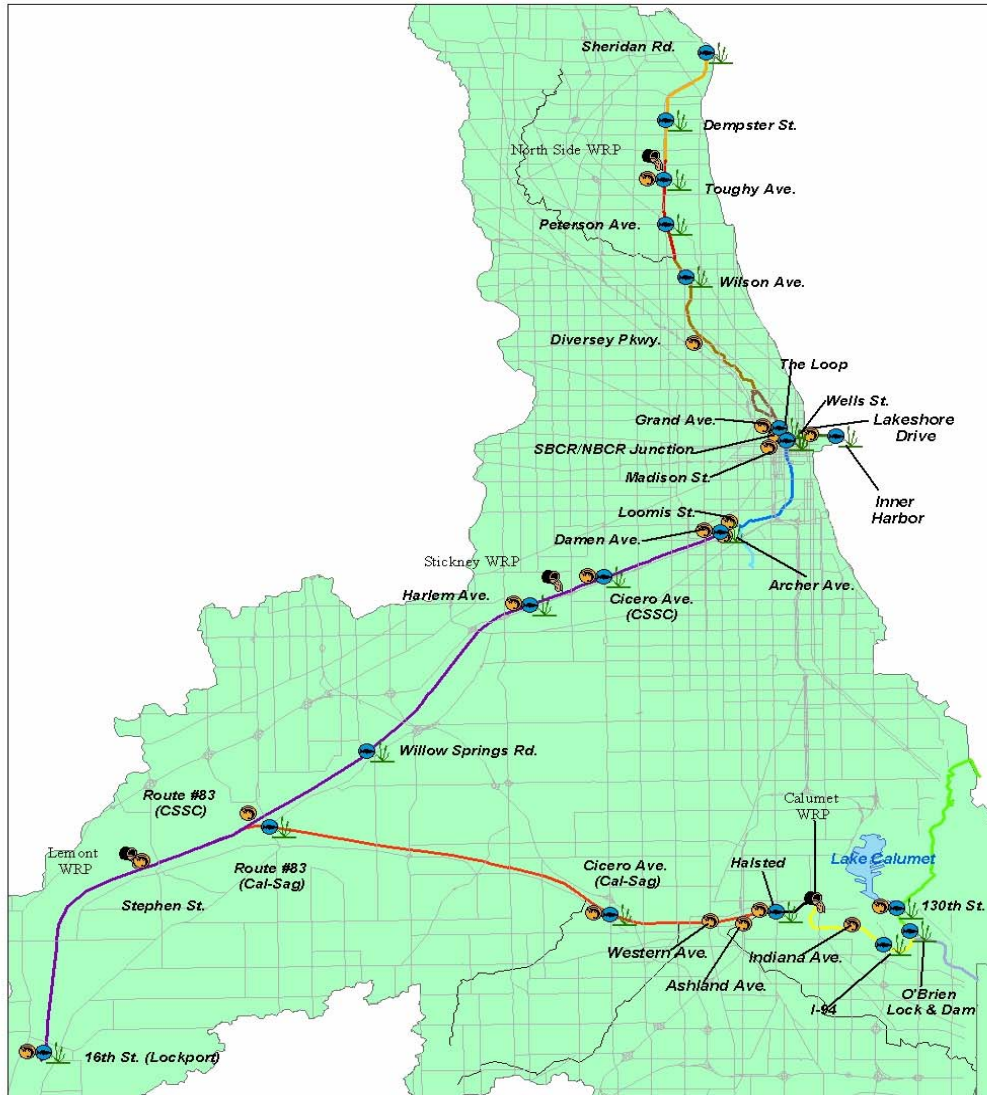 Sheridan Rd.
Dempster St.
North Side WRP
Toughy Ave.
Peterson Ave.
Wilson Ave.
Diversey Pkwy.
The Loop
Wells St.
Grand Ave.
Lakeshore
Drive
SBCR/NBCR Junction
Madison St.
Inner
Harbor
Loomis St.
Damen Ave.
Stickney WRP
Archer Ave.
Harlem Ave.
Cicero Ave.
(CSSC)
Willow Springs Rd.
Route #83
(CSSC)
Calumet
WRP
Lemont
WRP
Route #83
(Cal-Sag)
Cicero Ave.
(Cal-Sag)
Halsted
Lake Calumet
Stephen St.
130th St.
Western Ave.
Indiana Ave.
Ashland Ave.
I-94
O'Brien
Lock & Dam
16th St. (Lockport)